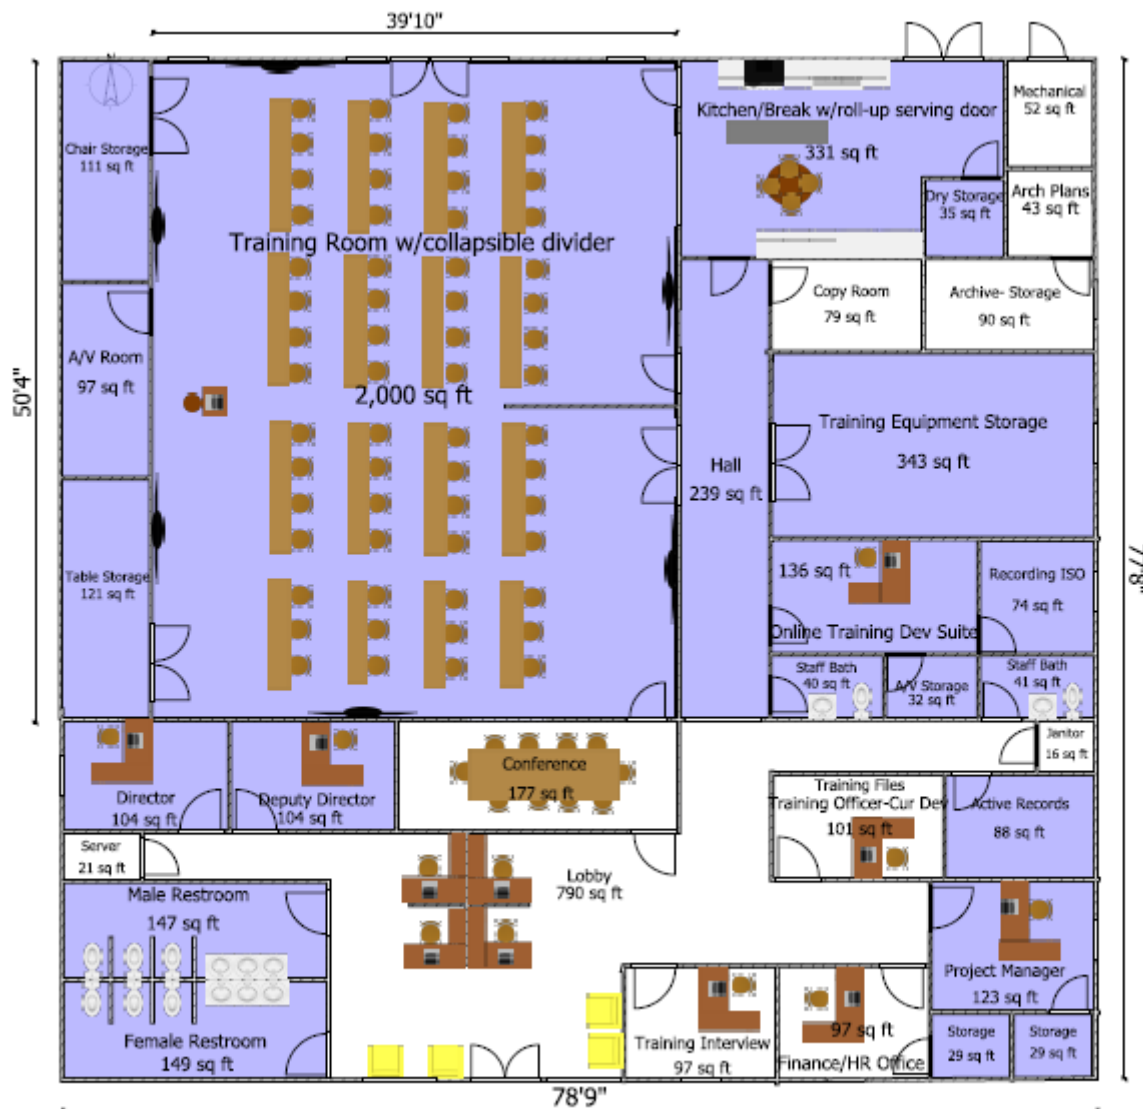 39'10"
N
Chair Storage
111 sq ft
Kitchen/Break w/roll-up serving door
331 sq ft
Mechanical
52 sq ft
Dry Storage
35 sq ft
Arch Plans
43 sq ft
Training Room w/collapsible divider
2,000 sq ft
A/V Room
97 sq ft
50'4"
Copy Room
79 sq ft
Archive- Storage
90 sq ft
Training Equipment Storage
343 sq ft
Hall
239 sq ft
77'8"
136 sq ft
Online Training Dev Suite
Recording ISO
74 sq ft
Table Storage
121 sq ft
Staff Bath
40 sq ft
A/V Storage
32 sq ft
Staff Bath
41 sq ft
Janitor
16 sq ft
Director
104 sq ft
Deputy Director
104 sq ft
Conference
177 sq ft
Training Files
Training Officer-Cur Dev
101 sq ft
Active Records
88 sq ft
Server
21 sq ft
Lobby
790 sq ft
Male Restroom
147 sq ft
Female Restroom
149 sq ft
Project Manager
123 sq ft
Training Interview
97 sq ft
97 sq ft
Finance/HR Office
Storage
29 sq ft
Storage
29 sq ft
78'9"